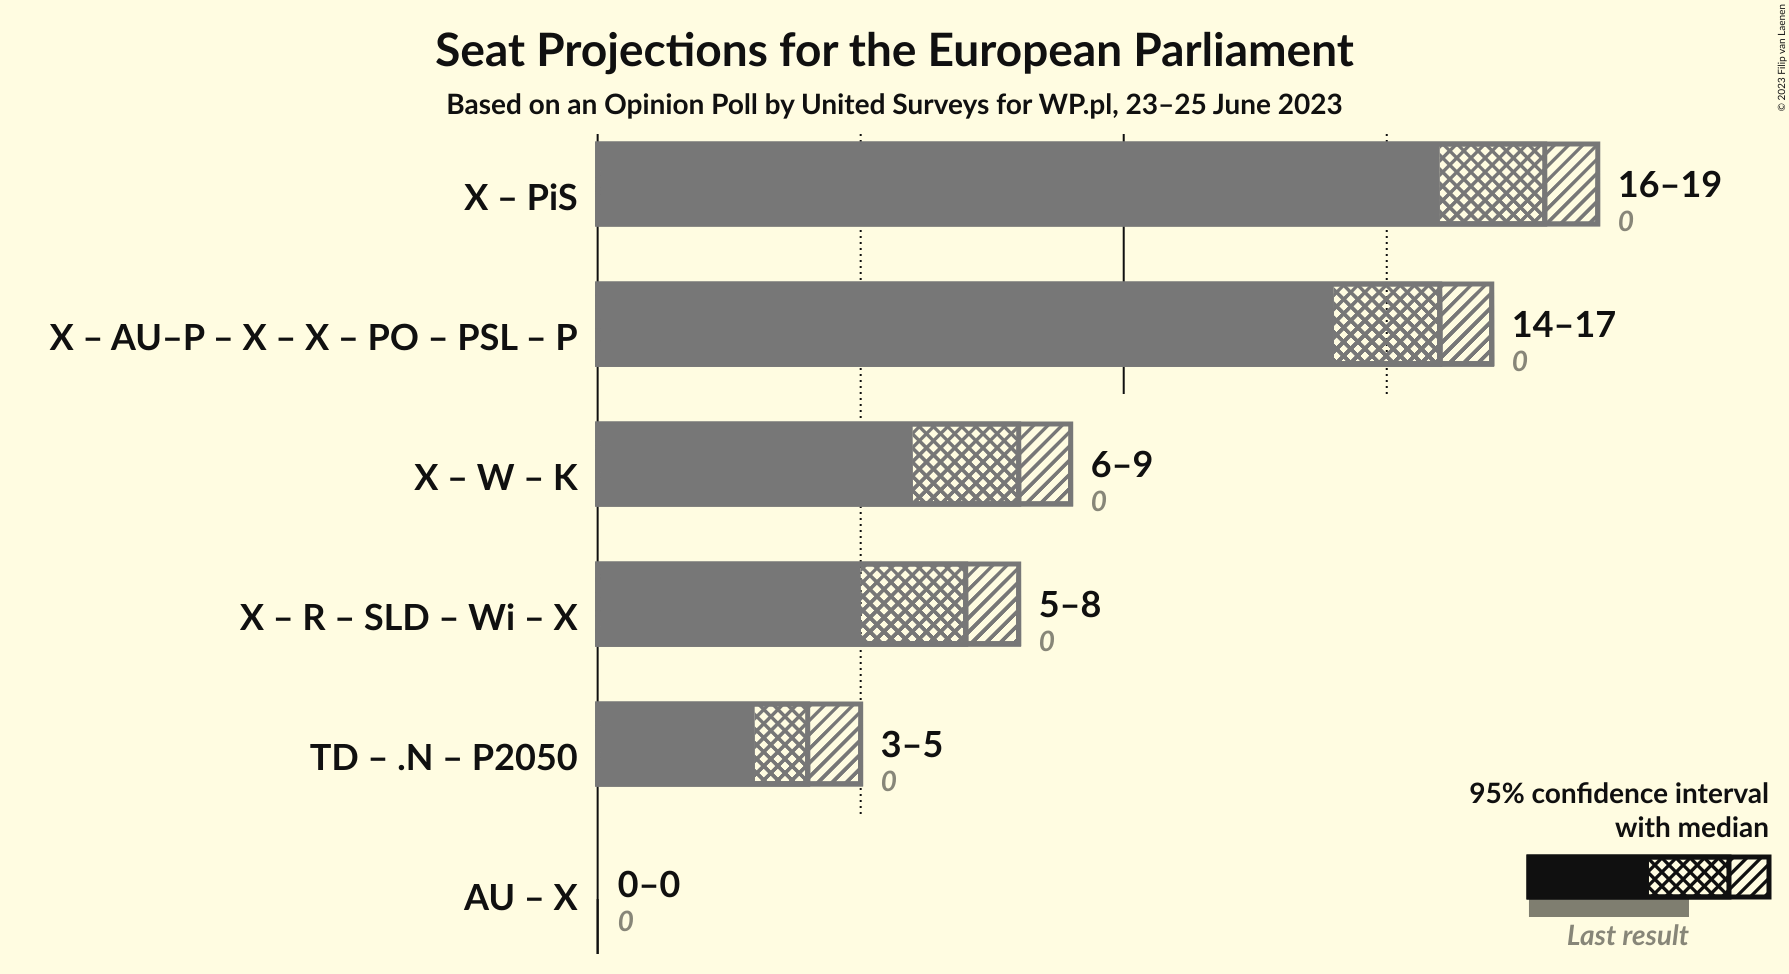 Seat Projections for the European Parliament
Based on an Opinion Poll by United Surveys for WP.pl, 23–25 June 2023
© 2023 Filip van Laenen
X – PiS
16–19
0
X – AU–P – X – X – PO – PSL – P
14–17
0
X – W – K
6–9
0
X – R – SLD – Wi – X
5–8
0
TD – .N – P2050
3–5
0
AU – X
0–0
0
95% confidence interval
with median
Last result